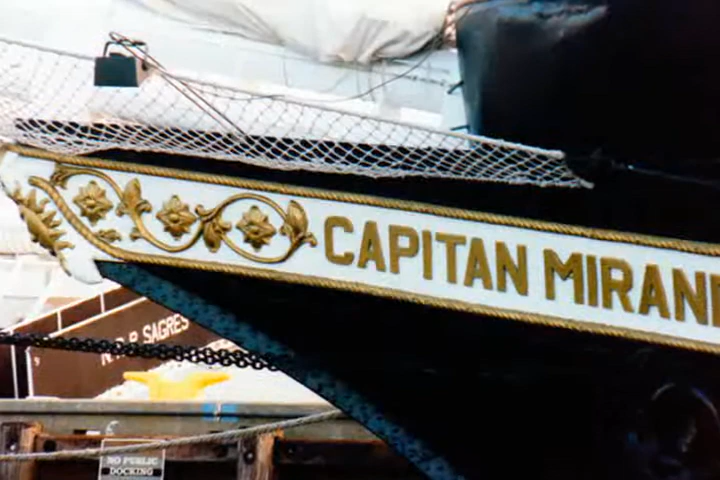 CAPITAN MIRAN
N.R.P. SAGRES
NO PUBLIC
DOCKING